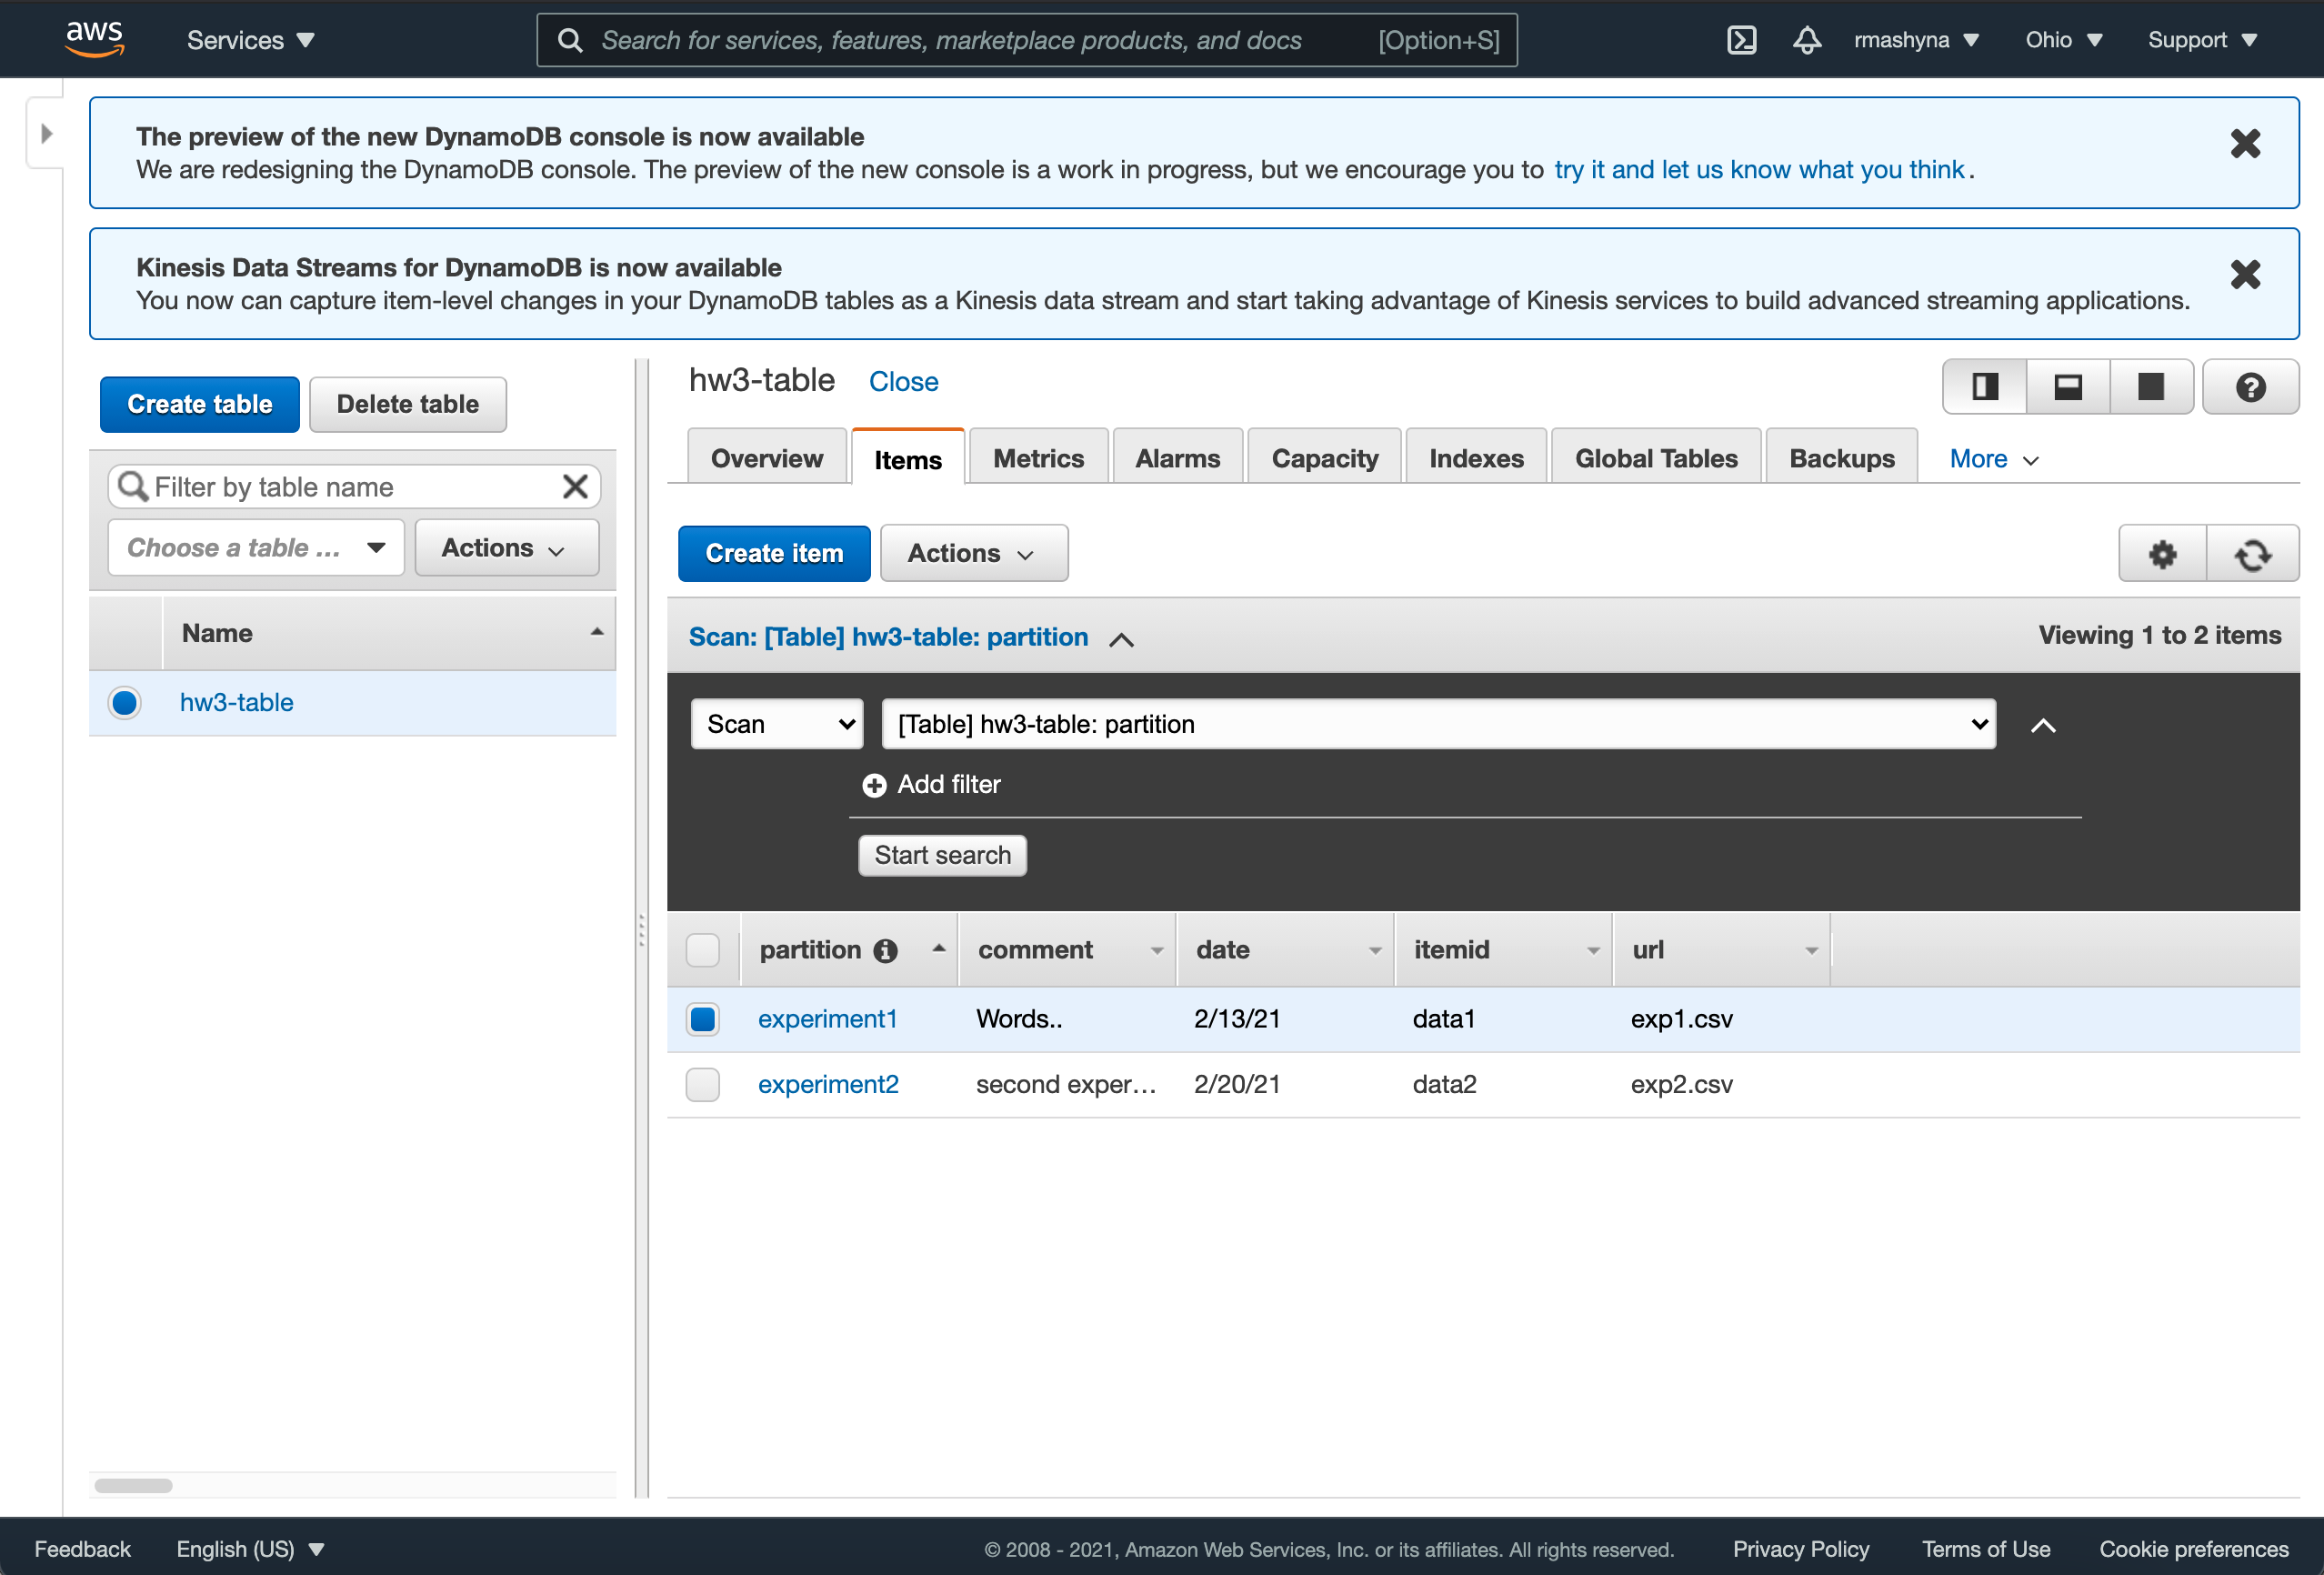 aws
Services
Search for services, features, marketplace products, and docs [Option+S]
rmashyna
Ohio
Support
The preview of the new DynamoDB console is now available
We are redesigning the DynamoDB console. The preview of the new console is a work in progress, but we encourage you to try it and let us know what you think.
Kinesis Data Streams for DynamoDB is now available
You now can capture item-level changes in your DynamoDB tables as a Kinesis data stream and start taking advantage of Kinesis services to build advanced streaming applications.
Create table
Delete table
Filter by table name
Choose a table ...
Actions
Name
hw3-table
hw3-table Close
Overview
Items
Metrics
Alarms
Capacity
Indexes
Global Tables
Backups
More
Create item
Actions
Scan: [Table] hw3-table: partition
Viewing 1 to 2 items
Scan
[Table] hw3-table: partition
Add filter
Start search
partition comment date itemid url
experiment1 Words.. 2/13/21 data1 exp1.csv
experiment2 second exper... 2/20/21 data2 exp2.csv
Feedback
English (US)
© 2008 - 2021, Amazon Web Services, Inc. or its affiliates. All rights reserved.
Privacy Policy
Terms of Use
Cookie preferences